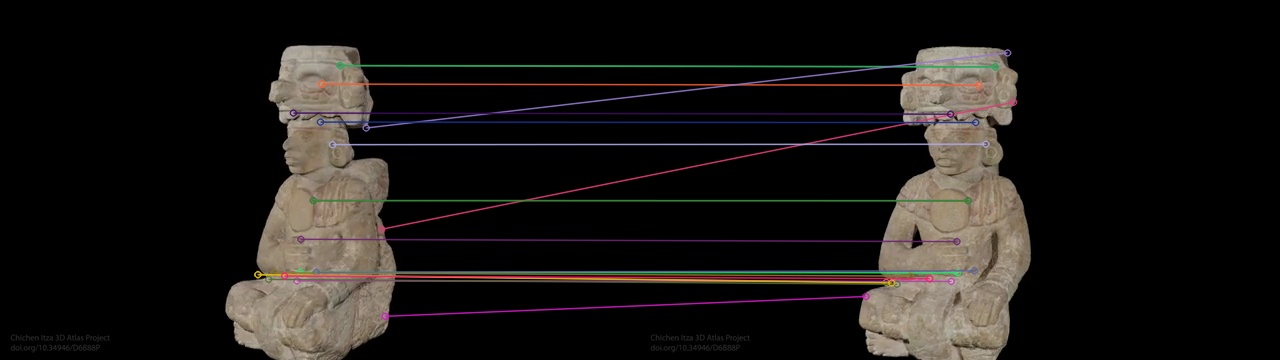 Chichen Itza 3D Atlas Project
doi.org/10.34946/D6B88P
Chichen Itza 3D Atlas Project
doi.org/10.34946/D6B88P